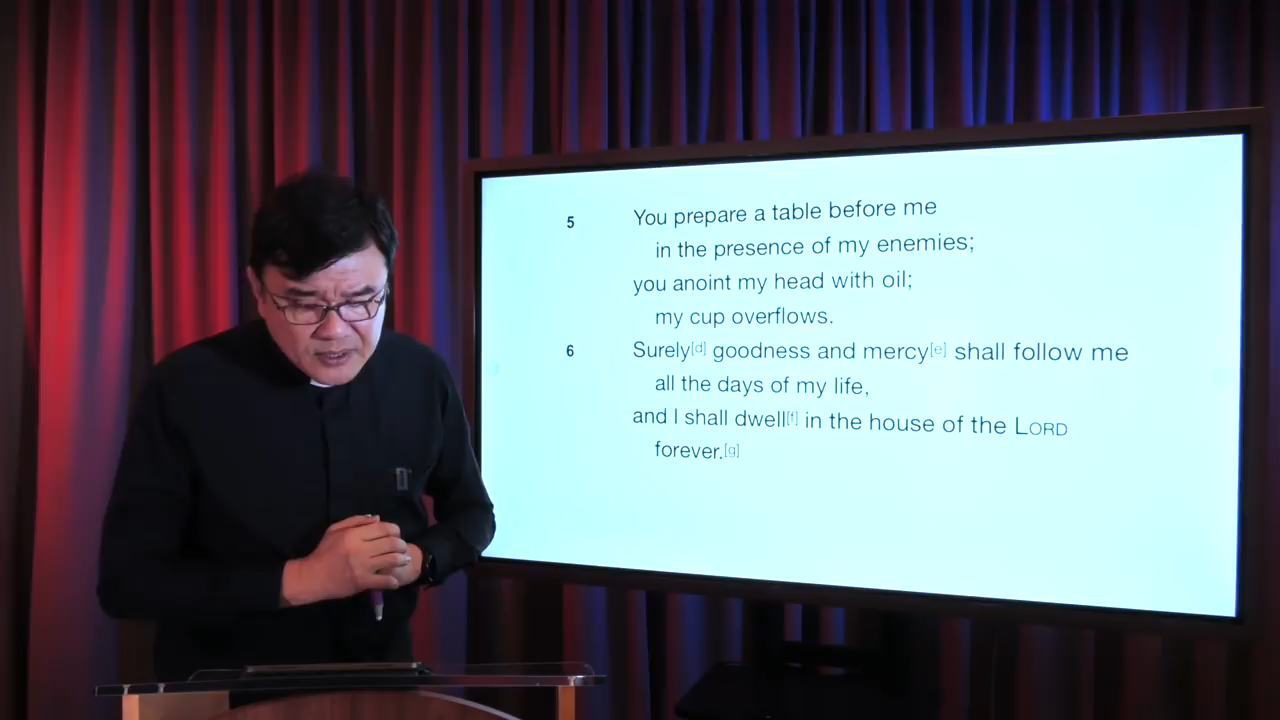 5 You prepare a table before me
in the presence of my enemies;
you anoint my head with oil;
my cup overflows.
6 Surely[d] goodness and mercy[e] shall follow me
all the days of my life,
and I shall dwell[f] in the house of the LORD
forever.[g]